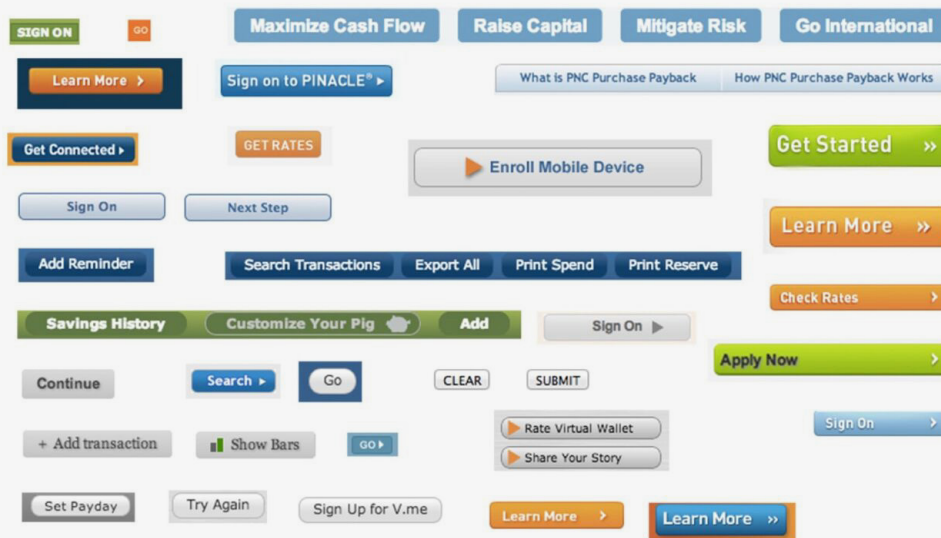 SIGN ON
GO
Maximize Cash Flow
Raise Capital
Mitigate Risk
Go International
Learn More >
Sign on to PINACLE® ▸
What is PNC Purchase Payback
How PNC Purchase Payback Works
Get Connected ▸
GET RATES
Enroll Mobile Device
Get Started »
Sign On
Next Step
Learn More »
Add Reminder
Search Transactions
Export All
Print Spend
Print Reserve
Check Rates >
Savings History
Customize Your Pig
Add
Sign On ▶
Apply Now >
Continue
Search ▸
Go
CLEAR
SUBMIT
Sign On >
+ Add transaction
Show Bars
GO ▸
Rate Virtual Wallet
Share Your Story
Set Payday
Try Again
Sign Up for V.me
Learn More >
Learn More »